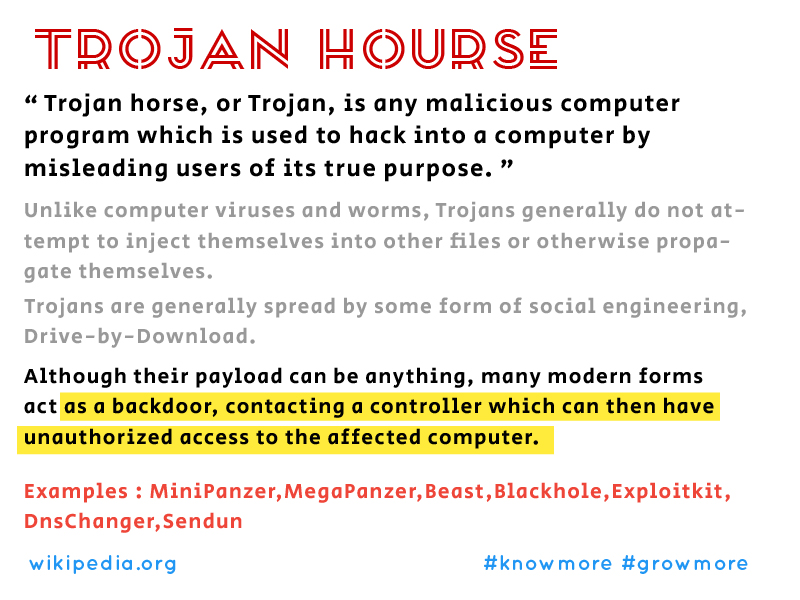 TROJAN HOURSE
“ Trojan horse, or Trojan, is any malicious computer
program which is used to hack into a computer by
misleading users of its true purpose. ”
Unlike computer viruses and worms, Trojans generally do not at-
tempt to inject themselves into other files or otherwise propa-
gate themselves.
Trojans are generally spread by some form of social engineering,
Drive-by-Download.
Although their payload can be anything, many modern forms
act as a backdoor, contacting a controller which can then have
unauthorized access to the affected computer.
Examples : MiniPanzer,MegaPanzer,Beast,Blackhole,Exploitkit,
DnsChanger,Sendun
wikipedia.org #knowmore #growmore